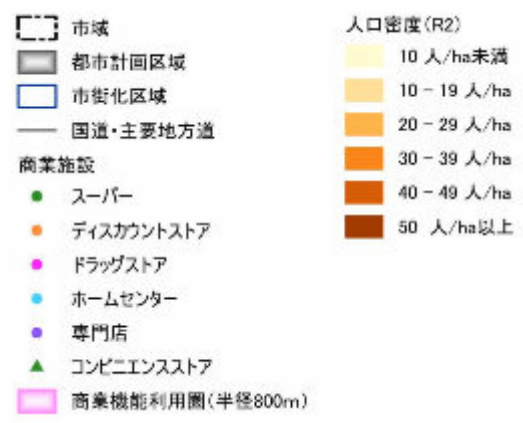 市域
都市計画区域
市街化区域
国道・主要地方道
商業施設
スーパー
ディスカウントストア
ドラッグストア
ホームセンター
専門店
コンビニエンスストア
商業機能利用圏(半径800m)
人口密度(R2)
10 人/ha未満
10 - 19 人/ha
20 - 29 人/ha
30 - 39 人/ha
40 - 49 人/ha
50 人/ha以上